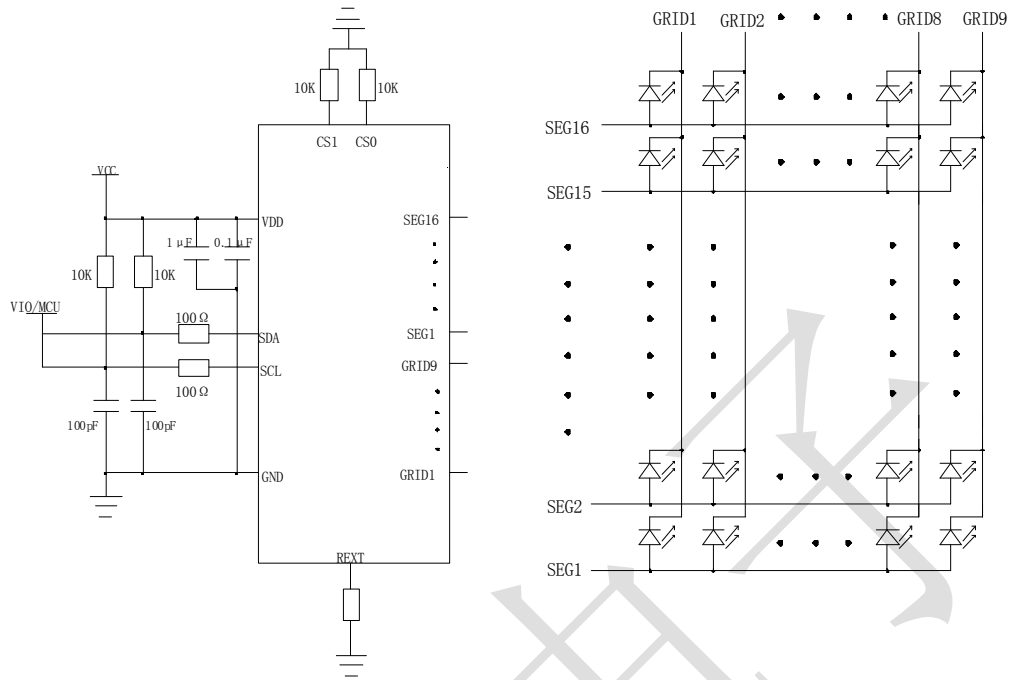 GRID1 GRID2 GRID8 GRID9
10K 10K
CS1 CS0
SEG16
VCC
SEG15
VDD SEG16
1μF 0.1μF
10K 10K
VIO/MCU
100Ω
SDA SEG1
SCL GRID9
100Ω
100pF 100pF
GND GRID1
SEG2
REXT
SEG1